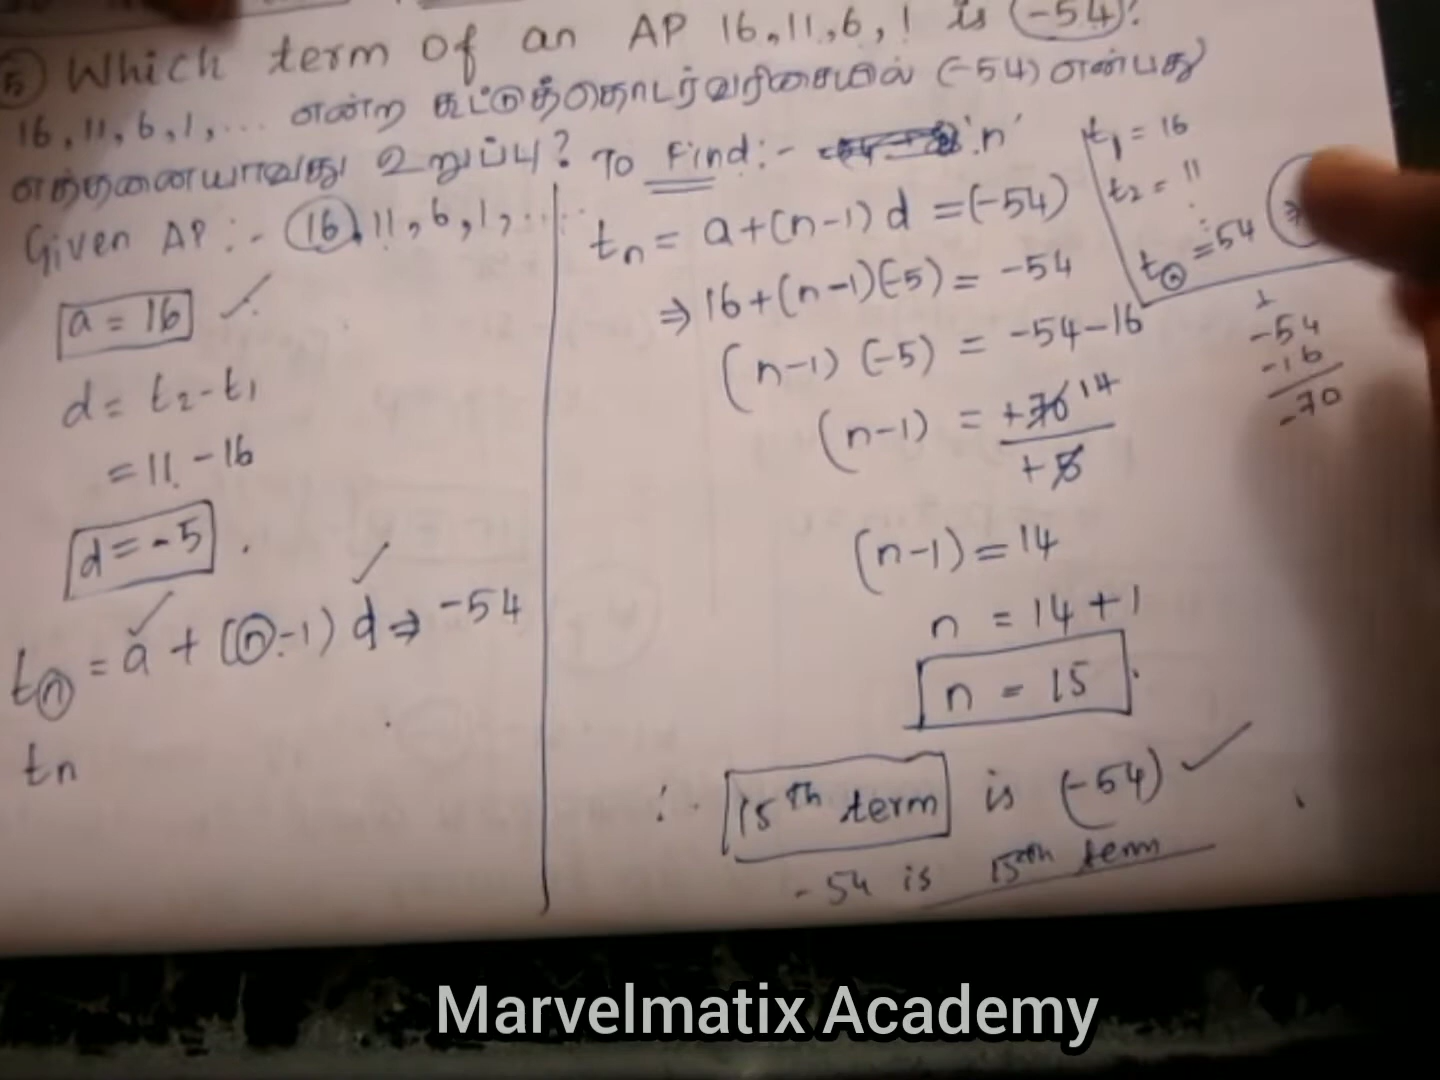 5 Which term of an AP 16, 11, 6, 1 is (-54)?
16, 11, 6, 1, ... என்ற கூட்டுத்தொடர்வரிசையில் (-54) என்பது
எத்தனையாவது உறுப்பு? To Find:- 'n'
Given AP :- 16, 11, 6, 1, .....
a = 16
d = t₂-t₁
= 11 - 16
d = -5
tn = a + (n-1) d ⇒ -54
tn
tn = a+(n-1) d = (-54)
⇒ 16+(n-1)(-5) = -54
(n-1) (-5) = -54-16
(n-1) = +70 14
+5
(n-1) = 14
n = 14+1
n = 15
∴ 15th term is (-54)
-54 is 15th term
t₁ = 16
t₂ = 11
⋮
tn = 54
-54
-16
-70
Marvelmatix Academy